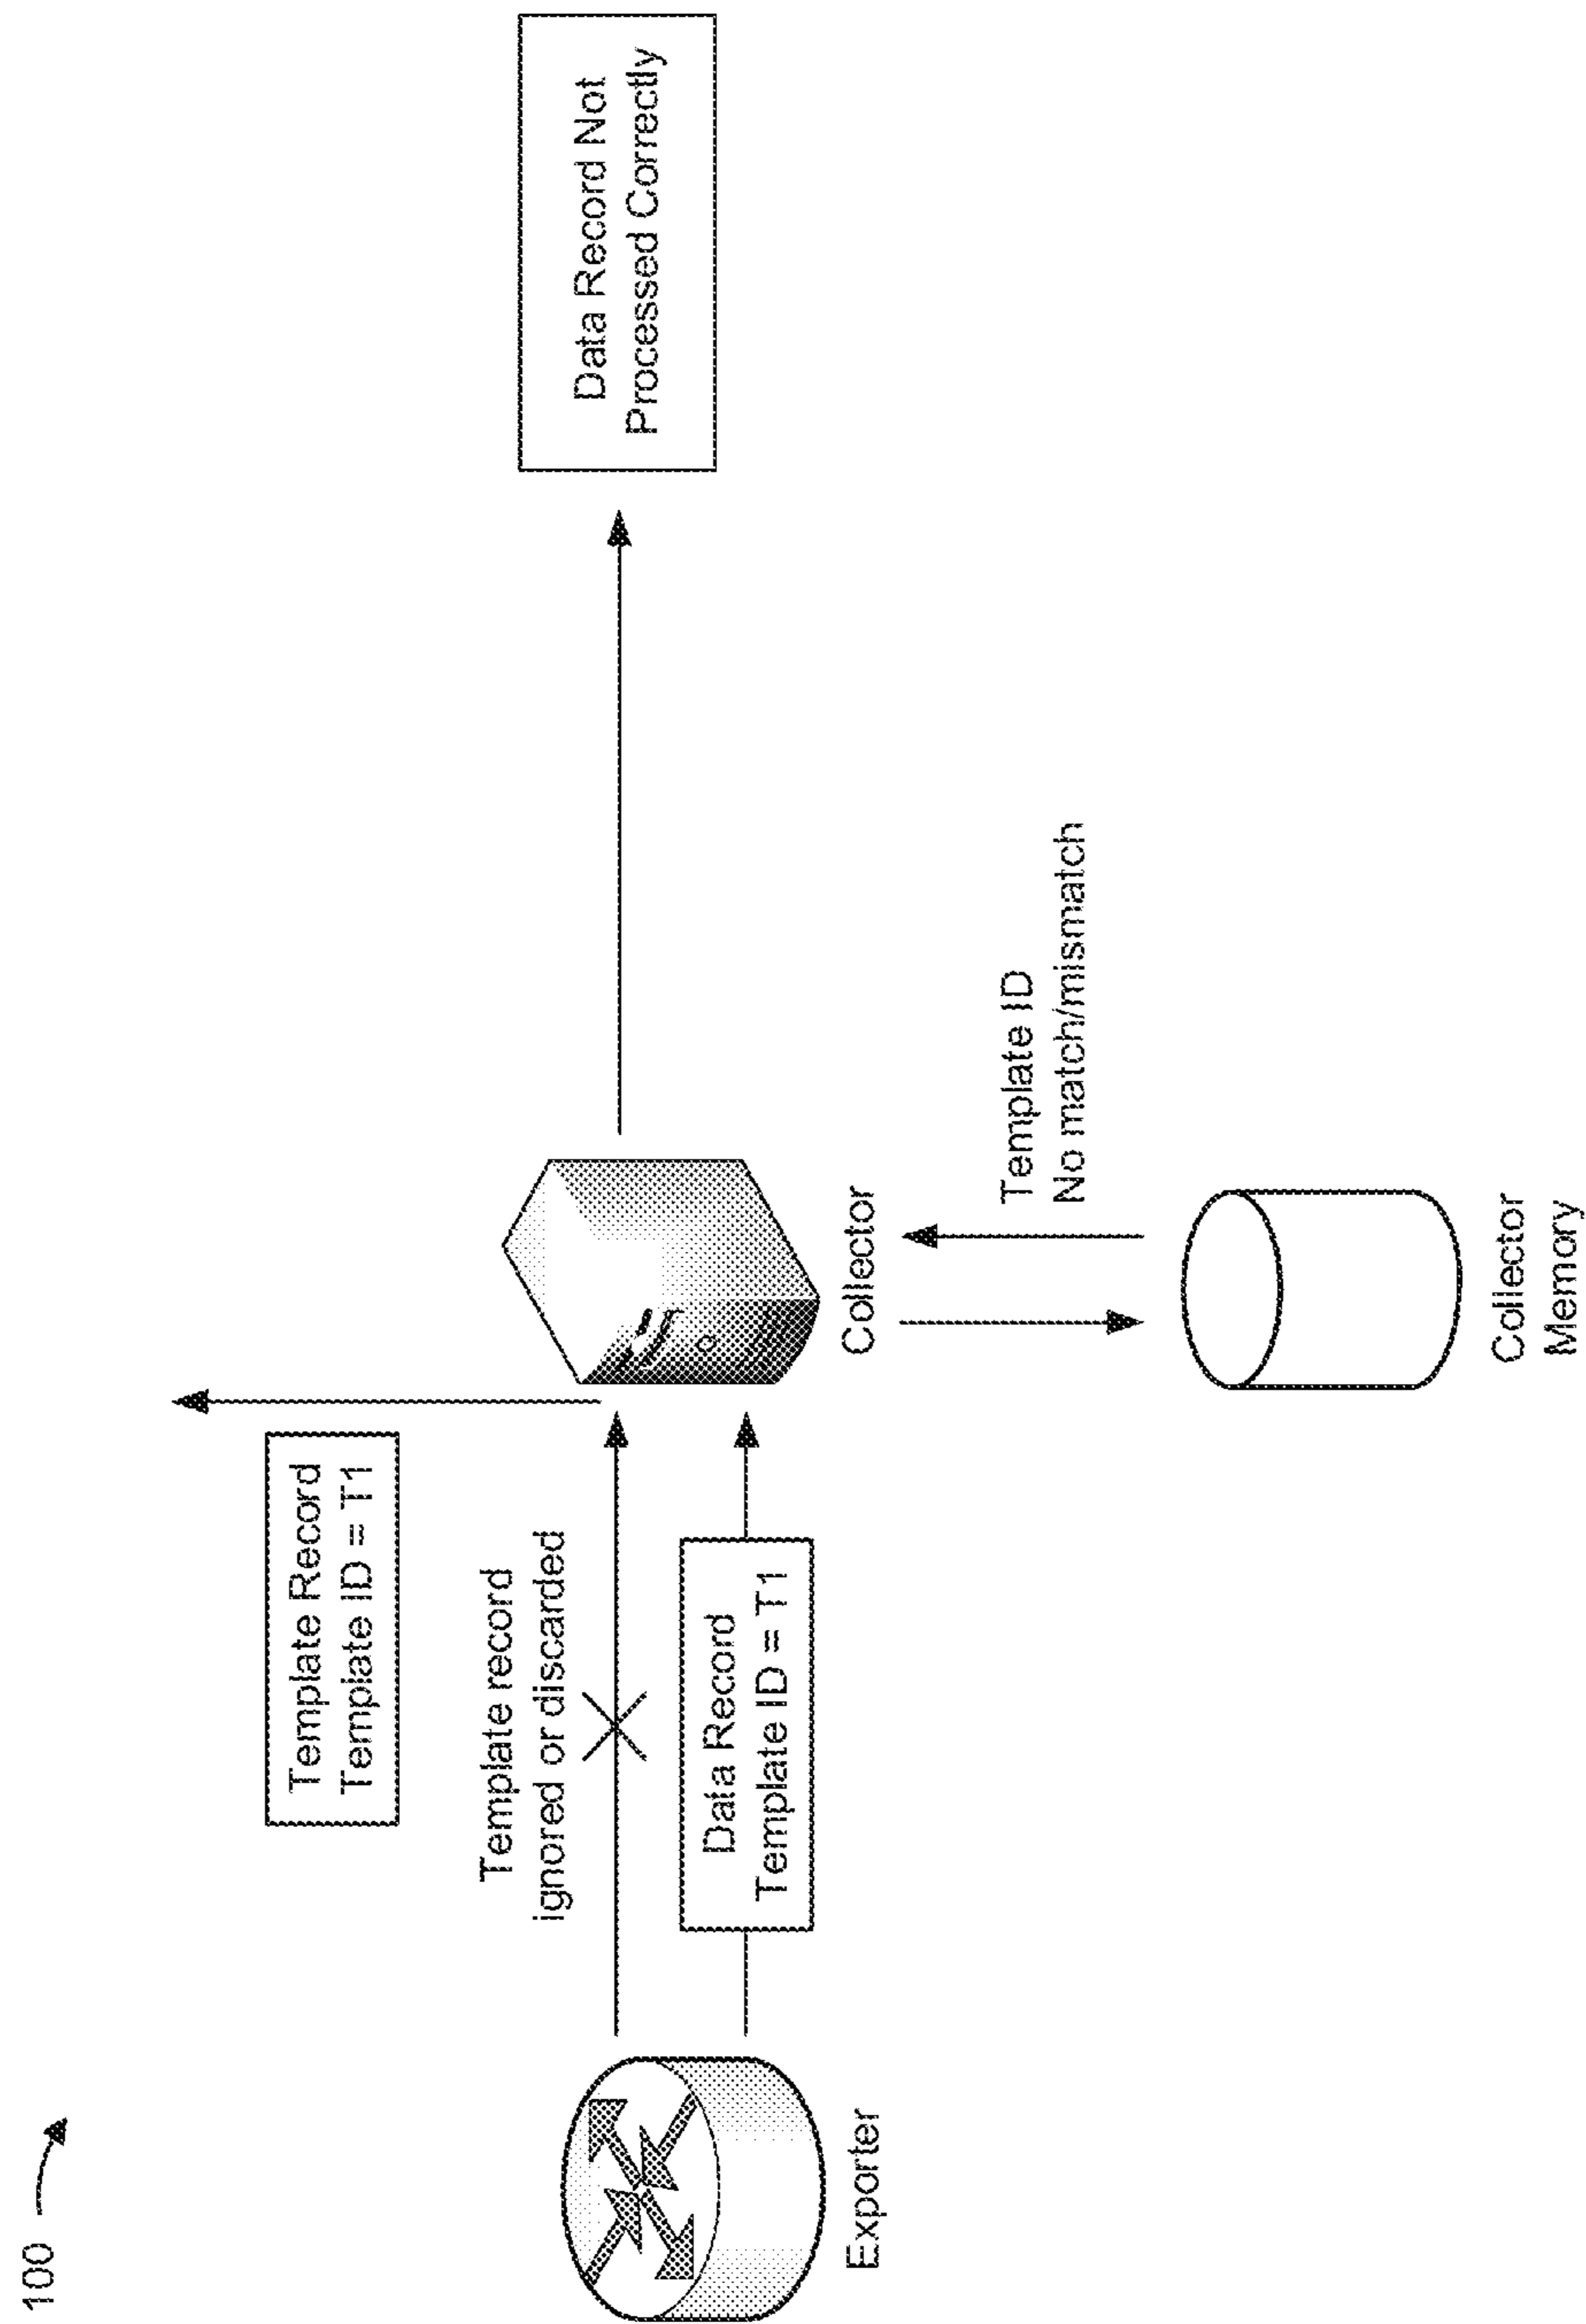 100
Template Record
Template ID = T1
Template record
ignored or discarded
Data Record
Template ID = T1
Exporter
Collector
Template ID
No match/mismatch
Collector
Memory
Data Record Not
Processed Correctly